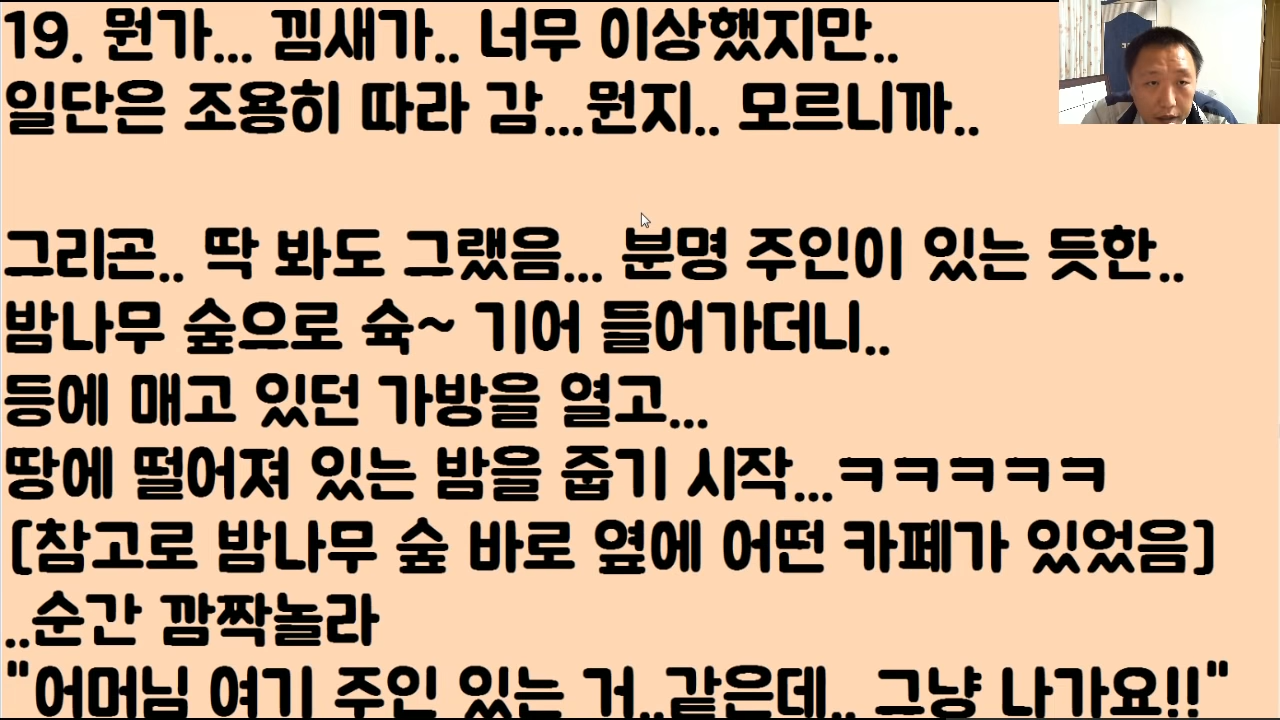 19. 뭔가... 낌새가.. 너무 이상했지만..
일단은 조용히 따라 감...뭔지.. 모르니까..
그리곤.. 딱 봐도 그랬음... 분명 주인이 있는 듯한..
밤나무 숲으로 슉~ 기어 들어가더니..
등에 매고 있던 가방을 열고...
땅에 떨어져 있는 밤을 줍기 시작...ㅋㅋㅋㅋㅋ
[참고로 밤나무 숲 바로 옆에 어떤 카페가 있었음]
..순간 깜짝놀라
"어머님 여기 주인 있는 거..같은데.. 그냥 나가요!!"